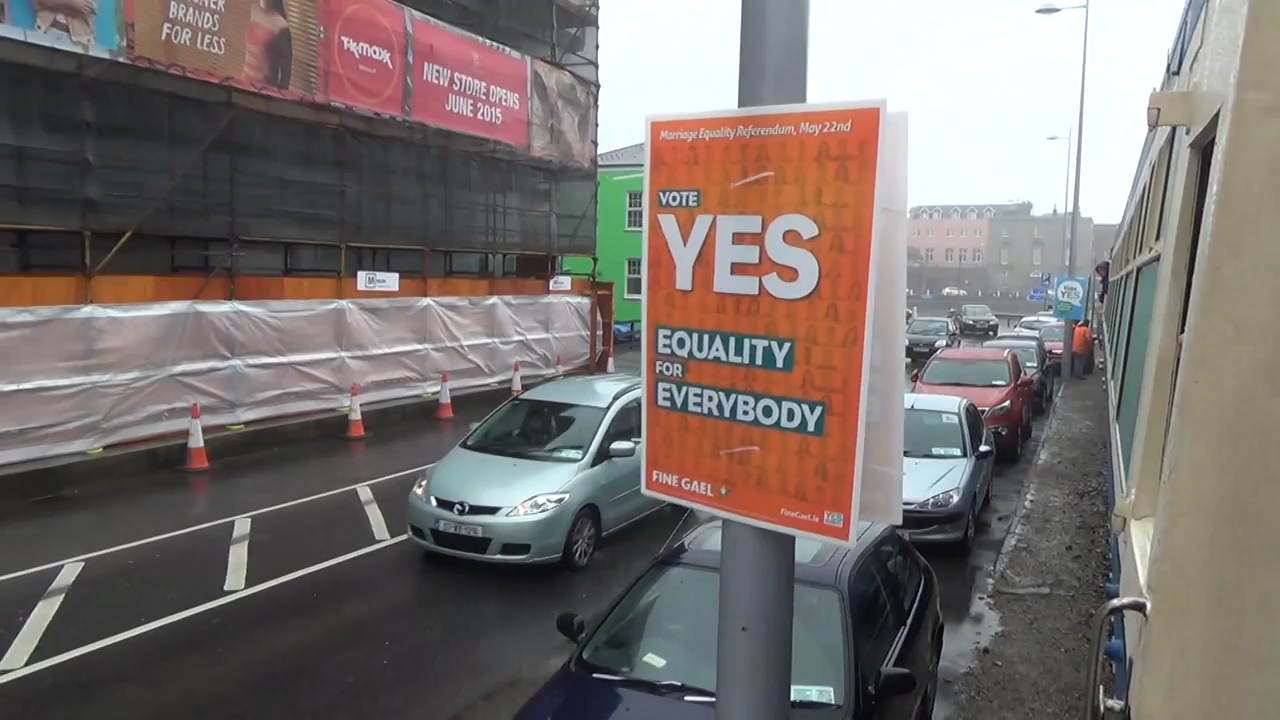 BRANDS
FOR LESS
TK·maxx
NEW STORE OPENS
JUNE 2015
Marriage Equality Referendum, May 22nd
VOTE
YES
EQUALITY
FOR
EVERYBODY
FINE GAEL
FineGael.ie YES
YES